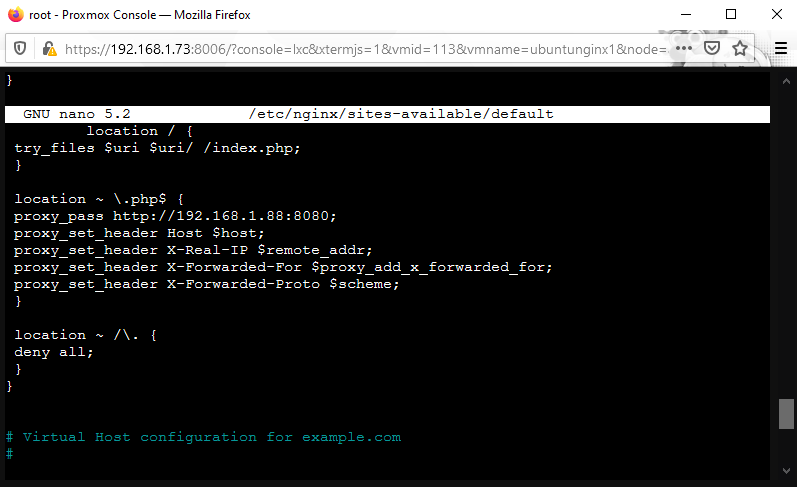 root - Proxmox Console — Mozilla Firefox
https://192.168.1.73:8006/?console=lxc&xtermjs=1&vmid=113&vmname=ubuntunginx1&node=
}
GNU nano 5.2 /etc/nginx/sites-available/default
location / {
try_files $uri $uri/ /index.php;
}
location ~ \.php$ {
proxy_pass http://192.168.1.88:8080;
proxy_set_header Host $host;
proxy_set_header X-Real-IP $remote_addr;
proxy_set_header X-Forwarded-For $proxy_add_x_forwarded_for;
proxy_set_header X-Forwarded-Proto $scheme;
}
location ~ /\. {
deny all;
}
}
# Virtual Host configuration for example.com
#